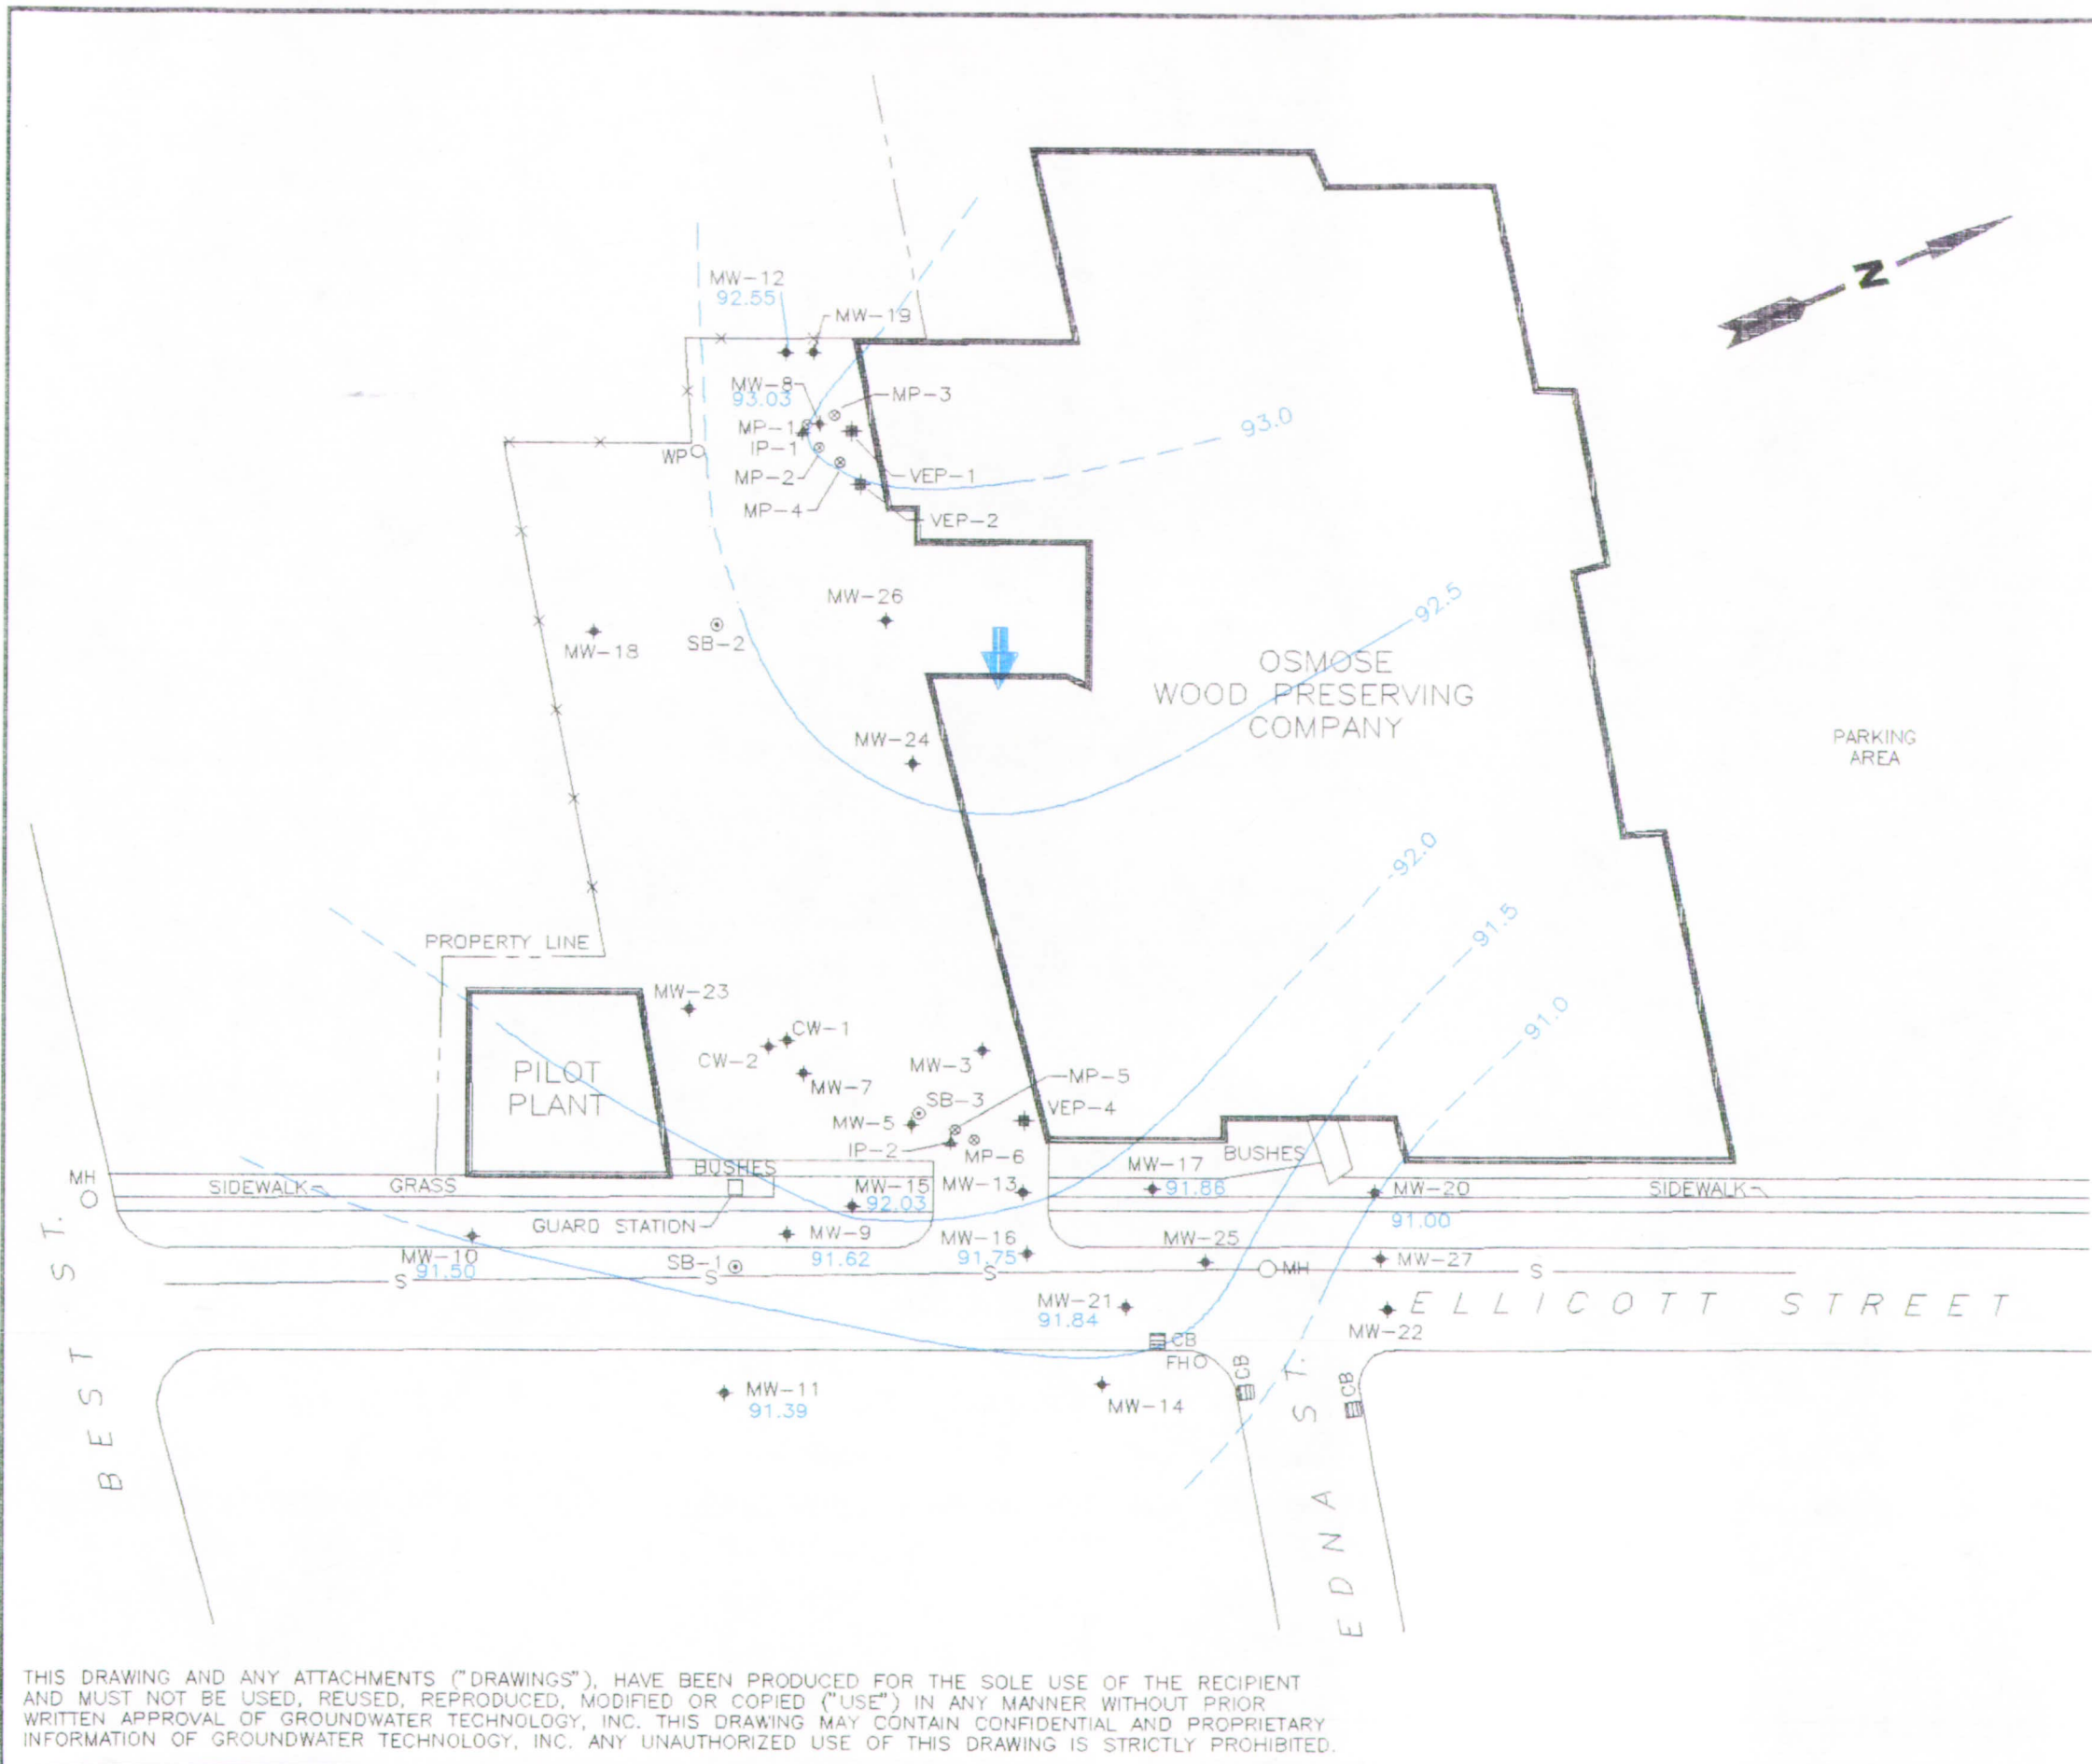 MW-12
92.55
MW-19
N
MW-8
93.03
MP-3
MP-1
IP-1
WP
MP-2
VEP-1
93.0
MP-4
VEP-2
MW-26
92.5
MW-18
SB-2
OSMOSE
WOOD PRESERVING
COMPANY
MW-24
PARKING
AREA
92.0
91.5
PROPERTY LINE
MW-23
91.0
CW-1
CW-2
MW-3
PILOT
PLANT
MW-7
MP-5
SB-3
VEP-4
MW-5
IP-2
MP-6
BUSHES
BUSHES
MW-17
91.86
MH
SIDEWALK
GRASS
MW-15
92.03
MW-13
MW-20
91.00
SIDEWALK
GUARD STATION
MW-9
91.62
MW-16
91.75
MW-25
MW-10
91.50
SB-1
S
S
S
MH
MW-27
S
MW-21
91.84
ELLICOTT STREET
MW-22
CB
FH
CB
CB
MW-11
91.39
MW-14
BEST ST.
EDNA ST.
THIS DRAWING AND ANY ATTACHMENTS ("DRAWINGS"), HAVE BEEN PRODUCED FOR THE SOLE USE OF THE RECIPIENT
AND MUST NOT BE USED, REUSED, REPRODUCED, MODIFIED OR COPIED ("USE") IN ANY MANNER WITHOUT PRIOR
WRITTEN APPROVAL OF GROUNDWATER TECHNOLOGY, INC. THIS DRAWING MAY CONTAIN CONFIDENTIAL AND PROPRIETARY
INFORMATION OF GROUNDWATER TECHNOLOGY, INC. ANY UNAUTHORIZED USE OF THIS DRAWING IS STRICTLY PROHIBITED.